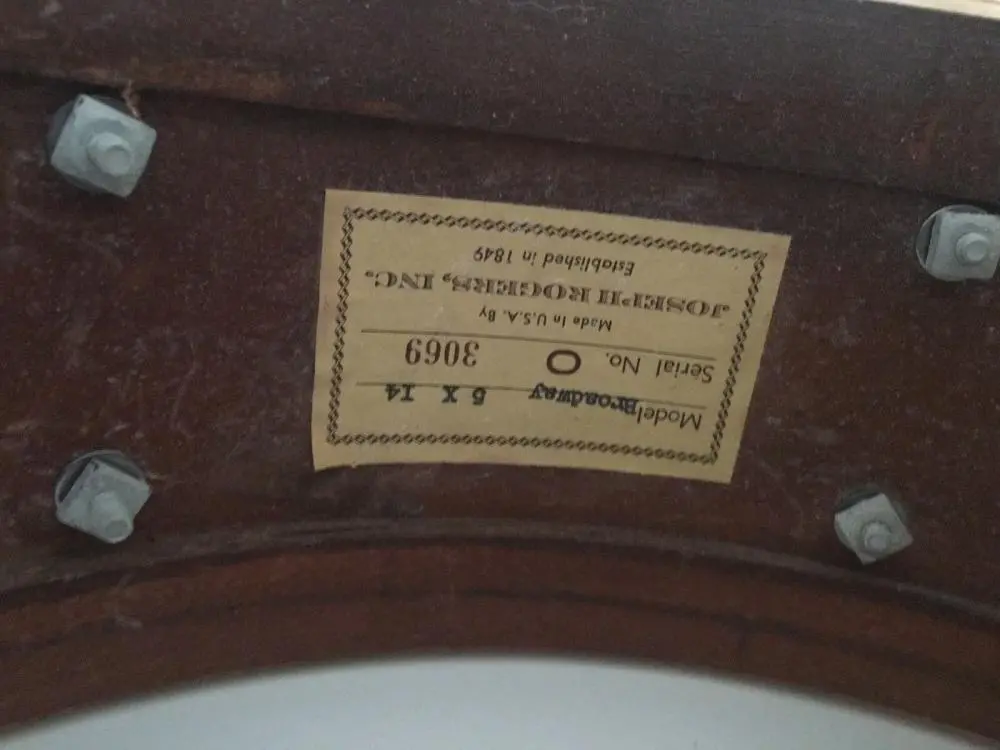 Model Broadway 5 X 14
Serial No. O 3069
Made in U.S.A. By
JOSEPH ROGERS, INC.
Established in 1849